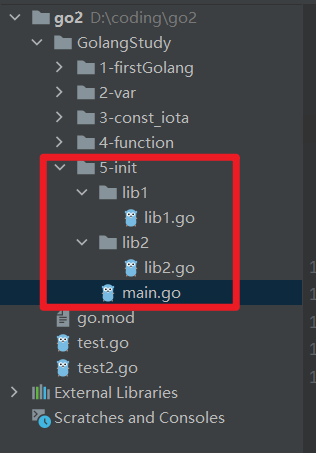 go2 D:\coding\go2
GolangStudy
1-firstGolang
2-var
3-const_iota
4-function
5-init
lib1
lib1.go
lib2
lib2.go
main.go
go.mod
test.go
test2.go
External Libraries
Scratches and Consoles